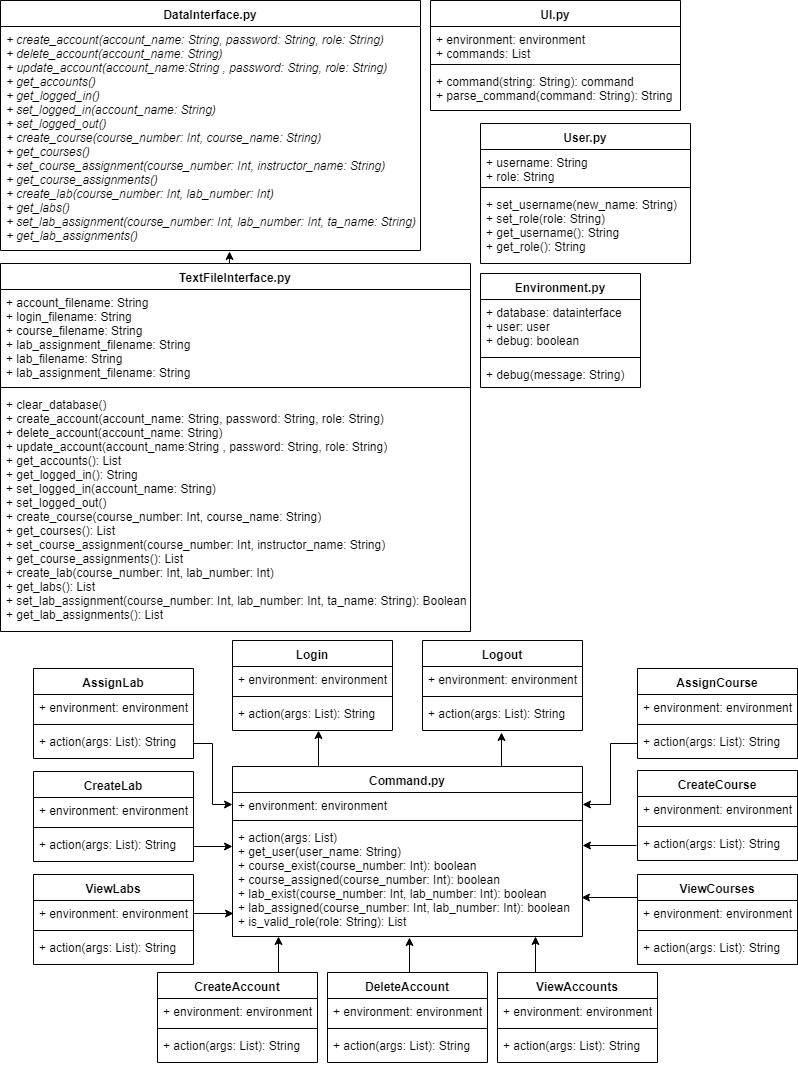 DataInterface.py
+ create_account(account_name: String, password: String, role: String)
+ delete_account(account_name: String)
+ update_account(account_name:String , password: String, role: String)
+ get_accounts()
+ get_logged_in()
+ set_logged_in(account_name: String)
+ set_logged_out()
+ create_course(course_number: Int, course_name: String)
+ get_courses()
+ set_course_assignment(course_number: Int, instructor_name: String)
+ get_course_assignments()
+ create_lab(course_number: Int, lab_number: Int)
+ get_labs()
+ set_lab_assignment(course_number: Int, lab_number: Int, ta_name: String)
+ get_lab_assignments()
UI.py
+ environment: environment
+ commands: List
+ command(string: String): command
+ parse_command(command: String): String
User.py
+ username: String
+ role: String
+ set_username(new_name: String)
+ set_role(role: String)
+ get_username(): String
+ get_role(): String
TextFileInterface.py
+ account_filename: String
+ login_filename: String
+ course_filename: String
+ lab_assignment_filename: String
+ lab_filename: String
+ lab_assignment_filename: String
+ clear_database()
+ create_account(account_name: String, password: String, role: String)
+ delete_account(account_name: String)
+ update_account(account_name:String , password: String, role: String)
+ get_accounts(): List
+ get_logged_in(): String
+ set_logged_in(account_name: String)
+ set_logged_out()
+ create_course(course_number: Int, course_name: String)
+ get_courses(): List
+ set_course_assignment(course_number: Int, instructor_name: String)
+ get_course_assignments(): List
+ create_lab(course_number: Int, lab_number: Int)
+ get_labs(): List
+ set_lab_assignment(course_number: Int, lab_number: Int, ta_name: String): Boolean
+ get_lab_assignments(): List
Environment.py
+ database: datainterface
+ user: user
+ debug: boolean
+ debug(message: String)
Login
+ environment: environment
+ action(args: List): String
Logout
+ environment: environment
+ action(args: List): String
AssignLab
+ environment: environment
+ action(args: List): String
AssignCourse
+ environment: environment
+ action(args: List): String
CreateLab
+ environment: environment
+ action(args: List): String
Command.py
+ environment: environment
+ action(args: List)
+ get_user(user_name: String)
+ course_exist(course_number: Int): boolean
+ course_assigned(course_number: Int): boolean
+ lab_exist(course_number: Int, lab_number: Int): boolean
+ lab_assigned(course_number: Int, lab_number: Int): boolean
+ is_valid_role(role: String): List
CreateCourse
+ environment: environment
+ action(args: List): String
ViewLabs
+ environment: environment
+ action(args: List): String
ViewCourses
+ environment: environment
+ action(args: List): String
CreateAccount
+ environment: environment
+ action(args: List): String
DeleteAccount
+ environment: environment
+ action(args: List): String
ViewAccounts
+ environment: environment
+ action(args: List): String